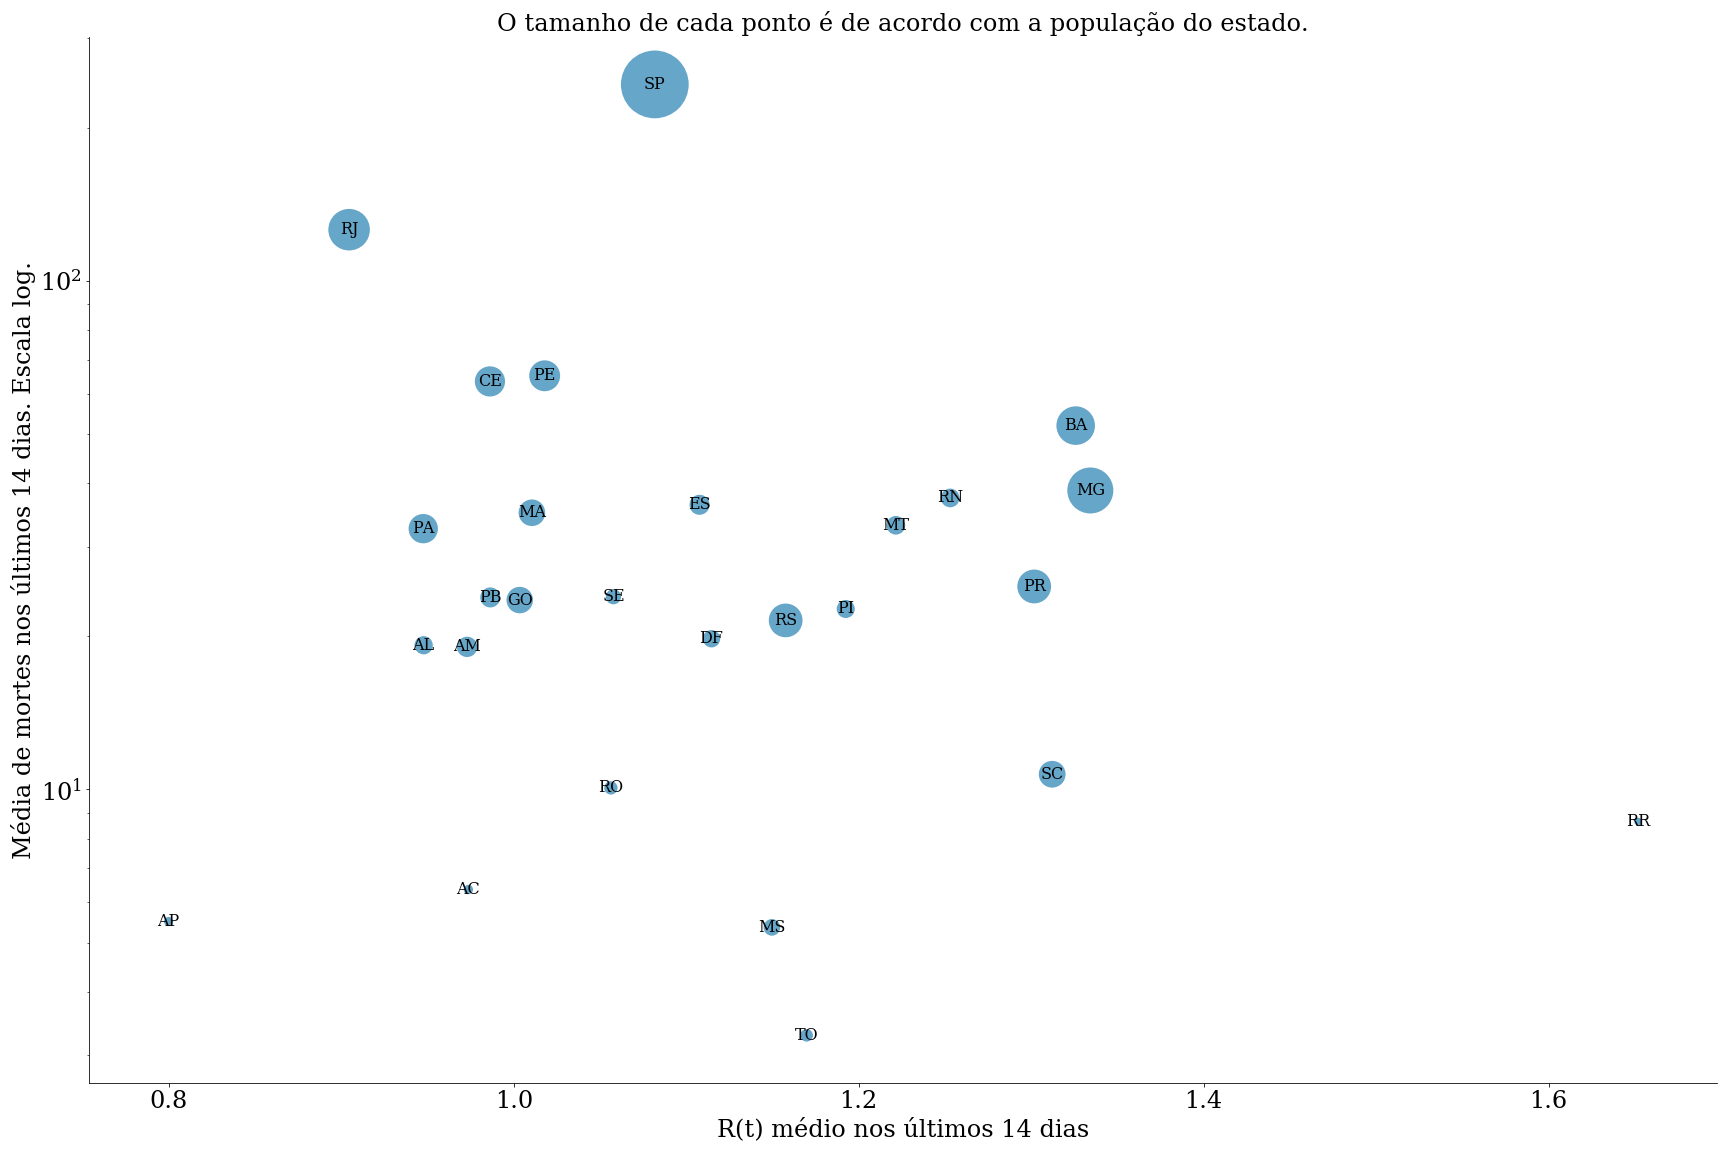 O tamanho de cada ponto é de acordo com a população do estado.
SP
RJ
10²
CE
PE
BA
MG
RN
ES
MA
MT
PA
PR
PB
GO
SE
PI
RS
DF
AL
AM
SC
RO
10¹
RR
AC
AP
MS
TO
Média de mortes nos últimos 14 dias. Escala log.
0.8
1.0
1.2
1.4
1.6
R(t) médio nos últimos 14 dias